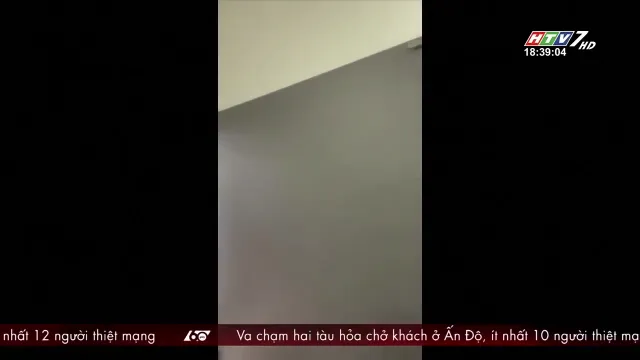 HTV7 HD
18:39:04
nhất 12 người thiệt mạng 60 Va chạm hai tàu hỏa chở khách ở Ấn Độ, ít nhất 10 người thiệt